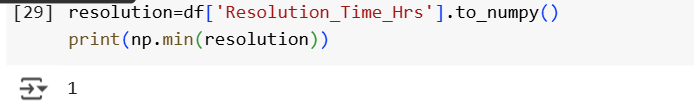 [29] resolution=df['Resolution_Time_Hrs'].to_numpy()
print(np.min(resolution))
1